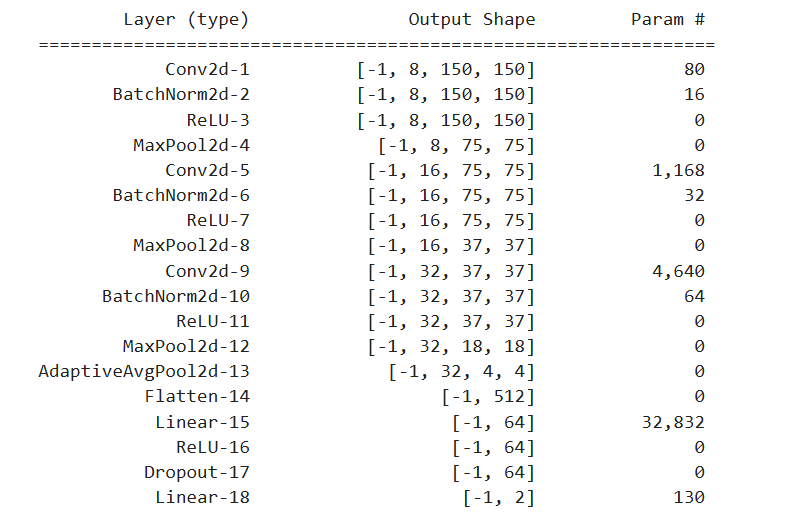 Layer (type) Output Shape Param #
================================================================
Conv2d-1 [-1, 8, 150, 150] 80
BatchNorm2d-2 [-1, 8, 150, 150] 16
ReLU-3 [-1, 8, 150, 150] 0
MaxPool2d-4 [-1, 8, 75, 75] 0
Conv2d-5 [-1, 16, 75, 75] 1,168
BatchNorm2d-6 [-1, 16, 75, 75] 32
ReLU-7 [-1, 16, 75, 75] 0
MaxPool2d-8 [-1, 16, 37, 37] 0
Conv2d-9 [-1, 32, 37, 37] 4,640
BatchNorm2d-10 [-1, 32, 37, 37] 64
ReLU-11 [-1, 32, 37, 37] 0
MaxPool2d-12 [-1, 32, 18, 18] 0
AdaptiveAvgPool2d-13 [-1, 32, 4, 4] 0
Flatten-14 [-1, 512] 0
Linear-15 [-1, 64] 32,832
ReLU-16 [-1, 64] 0
Dropout-17 [-1, 64] 0
Linear-18 [-1, 2] 130